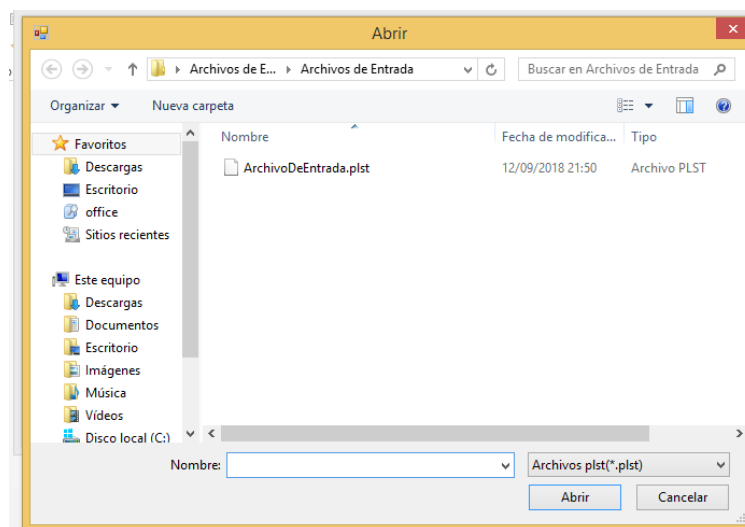 Abrir
Archivos de E... Archivos de Entrada
Buscar en Archivos de Entrada
Organizar Nueva carpeta
Nombre Fecha de modifica... Tipo
ArchivoDeEntrada.plst 12/09/2018 21:50 Archivo PLST
Favoritos
Descargas
Escritorio
office
Sitios recientes
Este equipo
Descargas
Documentos
Escritorio
Imágenes
Música
Vídeos
Disco local (C:)
Nombre: Archivos plst(*.plst)
Abrir Cancelar